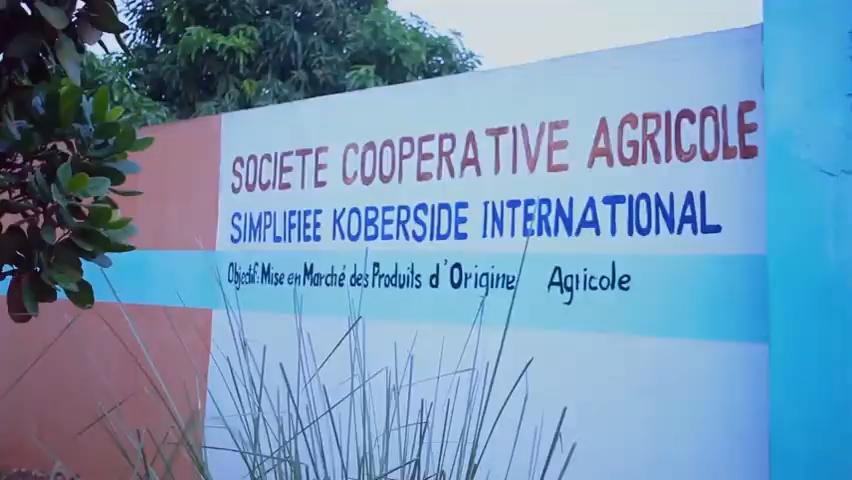 SOCIETE COOPERATIVE AGRICOLE
SIMPLIFIEE KOBERSIDE INTERNATIONAL
Objectif: Mise en Marché des Produits d'Origine Agricole